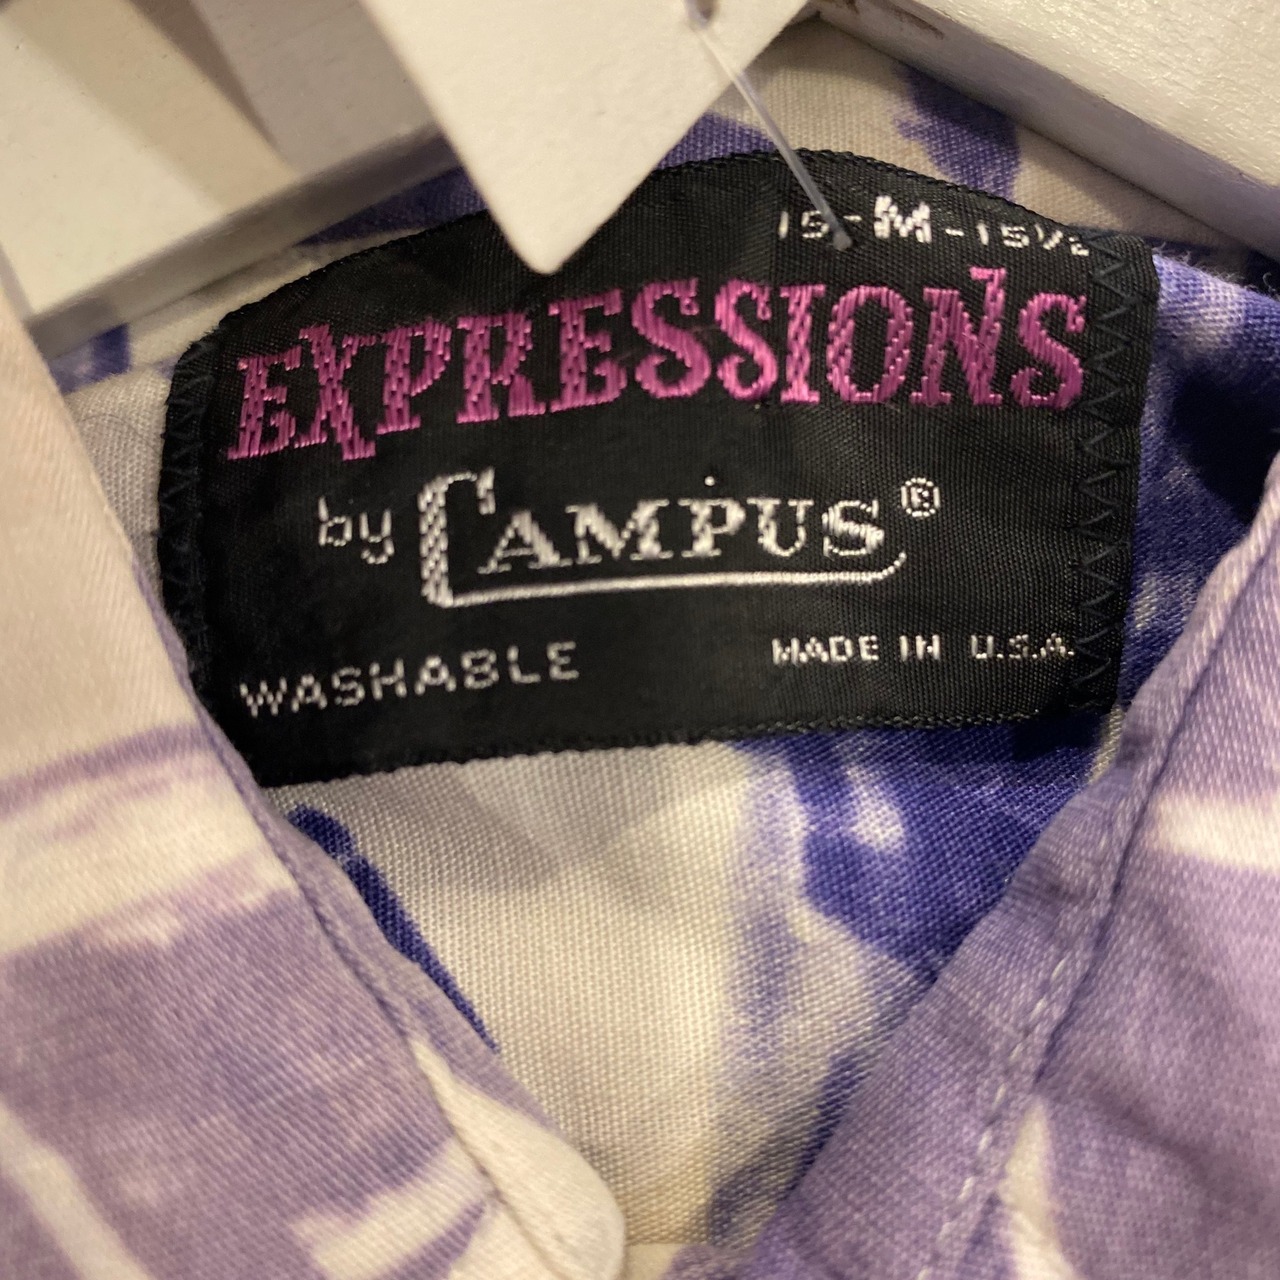 15-M-15½
EXPRESSIONS
by CAMPUS®
WASHABLE MADE IN U.S.A.